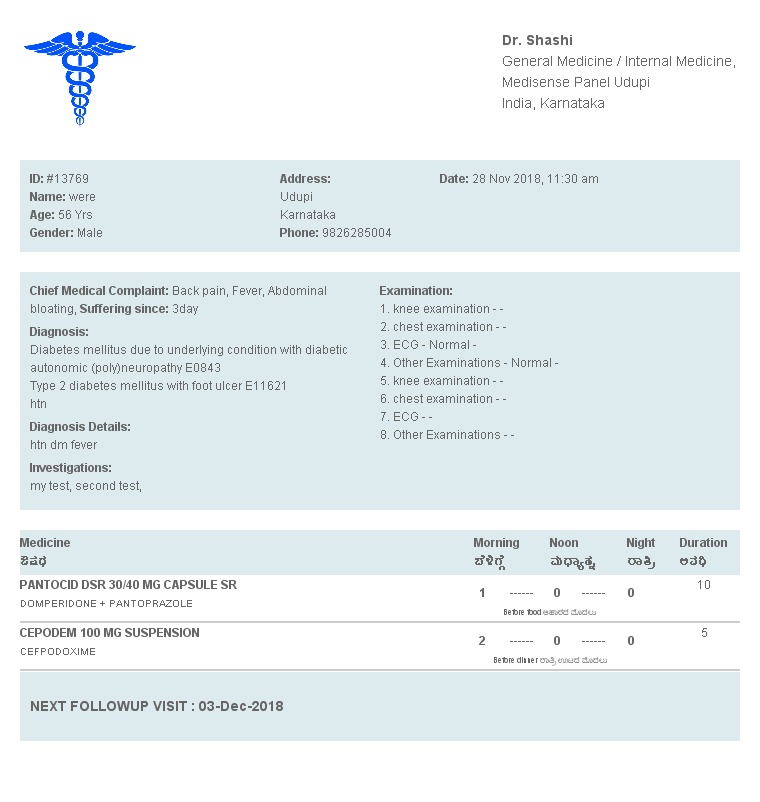 Dr. Shashi
General Medicine / Internal Medicine,
Medisense Panel Udupi
India, Karnataka
ID: #13769
Name: were
Age: 56 Yrs
Gender: Male
Address:
Udupi
Karnataka
Phone: 9826285004
Date: 28 Nov 2018, 11:30 am
Chief Medical Complaint: Back pain, Fever, Abdominal
bloating, Suffering since: 3day
Diagnosis:
Diabetes mellitus due to underlying condition with diabetic
autonomic (poly)neuropathy E0843
Type 2 diabetes mellitus with foot ulcer E11621
htn
Diagnosis Details:
htn dm fever
Investigations:
my test, second test,
Examination:
1. knee examination - -
2. chest examination - -
3. ECG - Normal -
4. Other Examinations - Normal -
5. knee examination - -
6. chest examination - -
7. ECG - -
8. Other Examinations - -
Medicine Morning Noon Night Duration
ಔಷಧ ಬೆಳಿಗ್ಗೆ ಮಧ್ಯಾಹ್ನ ರಾತ್ರಿ ಅವಧಿ
PANTOCID DSR 30/40 MG CAPSULE SR 10
1 ------ 0 ------ 0
DOMPERIDONE + PANTOPRAZOLE
Before food ಆಹಾರದ ಮೊದಲು
CEPODEM 100 MG SUSPENSION 5
2 ------ 0 ------ 0
CEFPODOXIME
Before dinner ರಾತ್ರಿ ಊಟದ ಮೊದಲು
NEXT FOLLOWUP VISIT : 03-Dec-2018